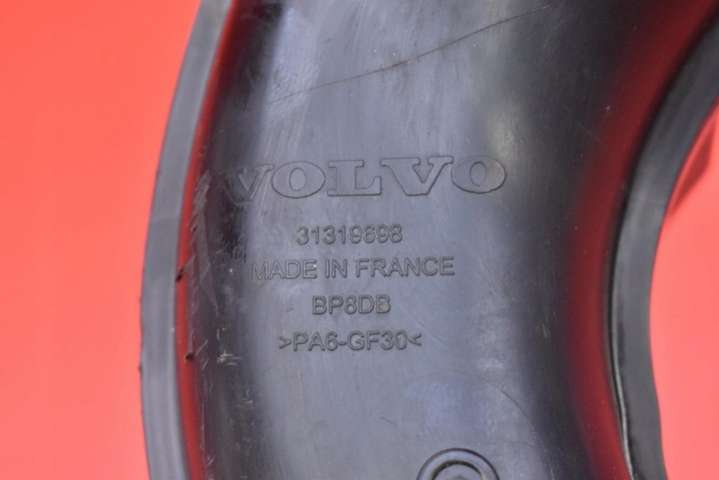 VOLVO
31319698
MADE IN FRANCE
BP8DB
>PA6-GF30<